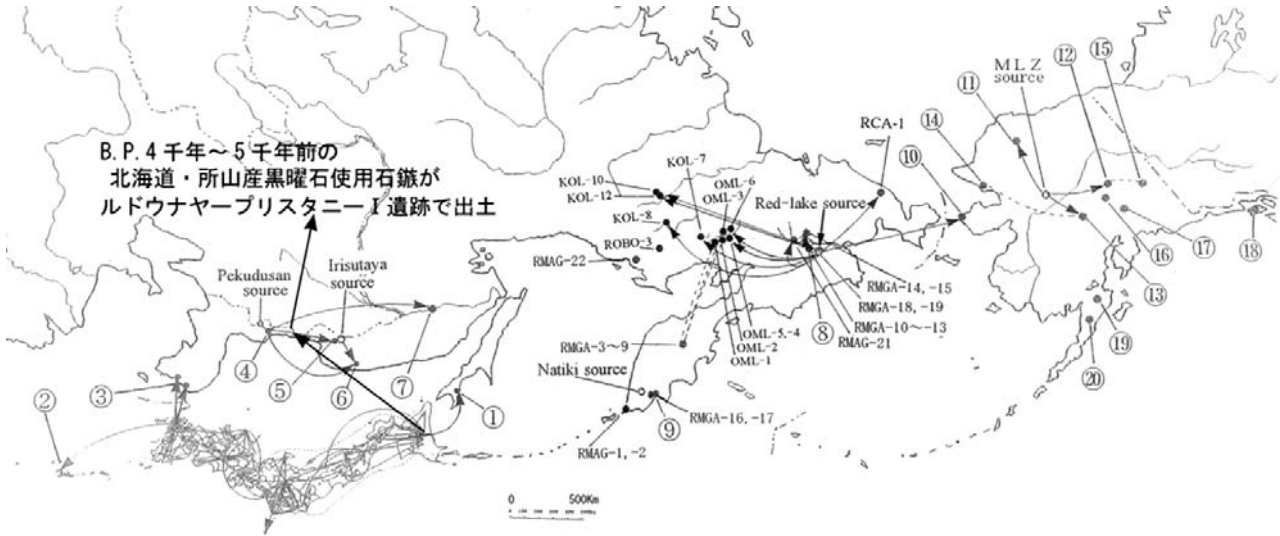 B.P.4千年～5千年前の
北海道・所山産黒曜石使用石鏃が
ルドウナヤープリスタニーⅠ遺跡で出土
Pekudusan
source
Irisutaya
source
①
②
③
④
⑤
⑥
⑦
KOL-7
KOL-10
KOL-12
KOL-8
OML-6
OML-3
ROBO-3
RMAG-22
Red-lake source
RCA-1
RMGA-3～9
Natiki source
OML-5,-4
OML-2
OML-1
RMGA-14,-15
RMGA-18,-19
RMGA-10～-13
RMAG-21
⑧
⑨
RMGA-16,-17
RMAG-1,-2
MLZ
source
⑩
⑪
⑫
⑬
⑭
⑮
⑯
⑰
⑱
⑲
⑳
0 500Km